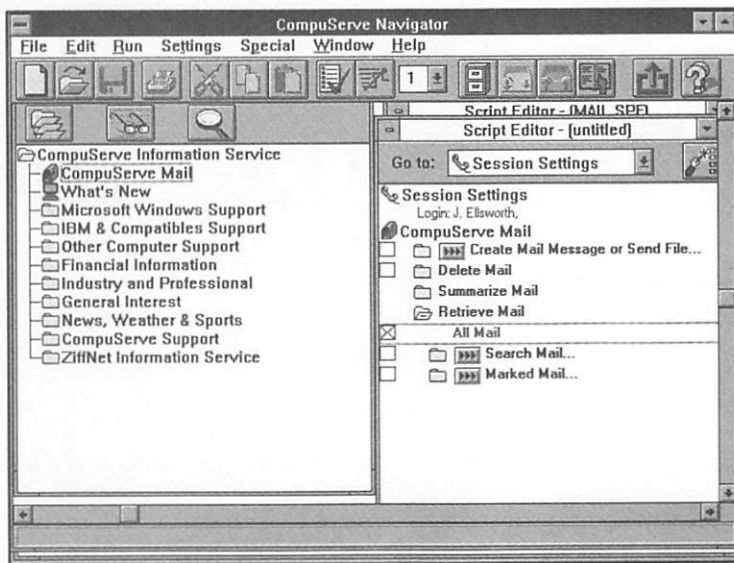 CompuServe Navigator
File Edit Run Settings Special Window Help
1
Script Editor - (MAIL_SPF)
Script Editor - (untitled)
CompuServe Information Service
CompuServe Mail
What's New
Microsoft Windows Support
IBM & Compatibles Support
Other Computer Support
Financial Information
Industry and Professional
General Interest
News, Weather & Sports
CompuServe Support
ZiffNet Information Service
Go to: Session Settings
Session Settings
Login: J. Ellsworth,
CompuServe Mail
Create Mail Message or Send File...
Delete Mail
Summarize Mail
Retrieve Mail
All Mail
Search Mail...
Marked Mail...